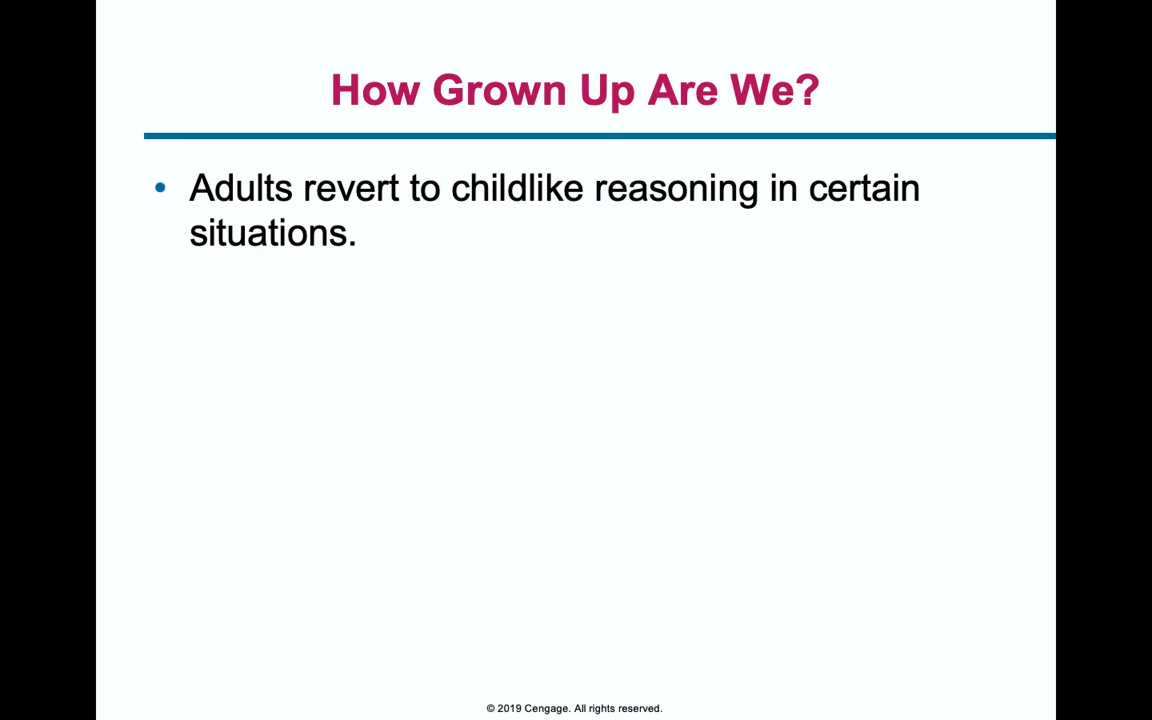 How Grown Up Are We?
• Adults revert to childlike reasoning in certain
situations.
© 2019 Cengage. All rights reserved.